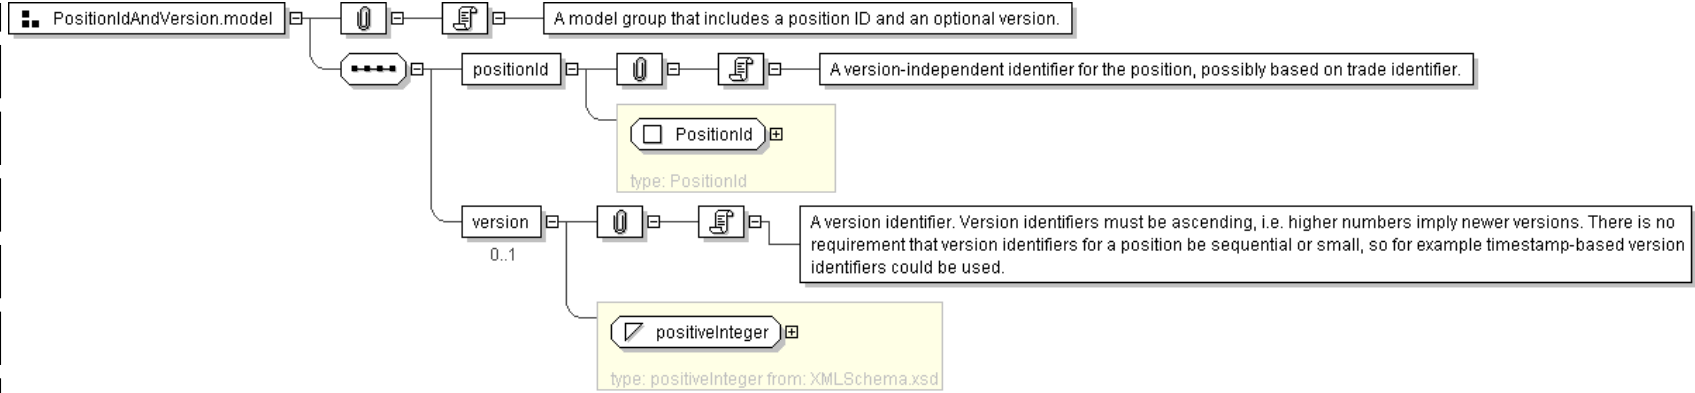 PositionIdAndVersion.model
A model group that includes a position ID and an optional version.
positionId
A version-independent identifier for the position, possibly based on trade identifier.
PositionId
type: PositionId
version
0..1
A version identifier. Version identifiers must be ascending, i.e. higher numbers imply newer versions. There is no
requirement that version identifiers for a position be sequential or small, so for example timestamp-based version
identifiers could be used.
positiveInteger
type: positiveInteger from: XMLSchema.xsd